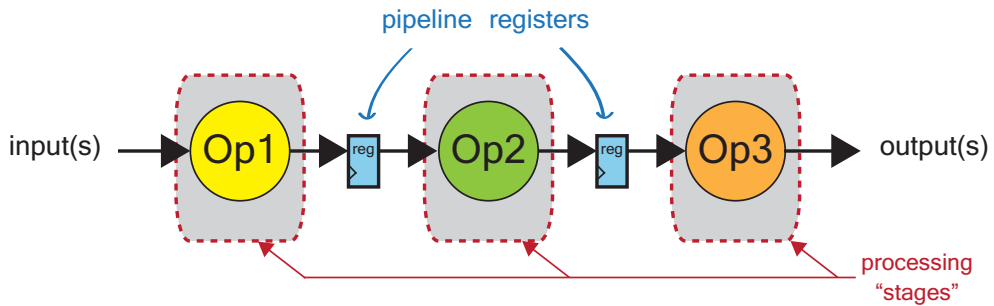 pipeline registers
input(s)
Op1
reg
Op2
reg
Op3
output(s)
processing
“stages”